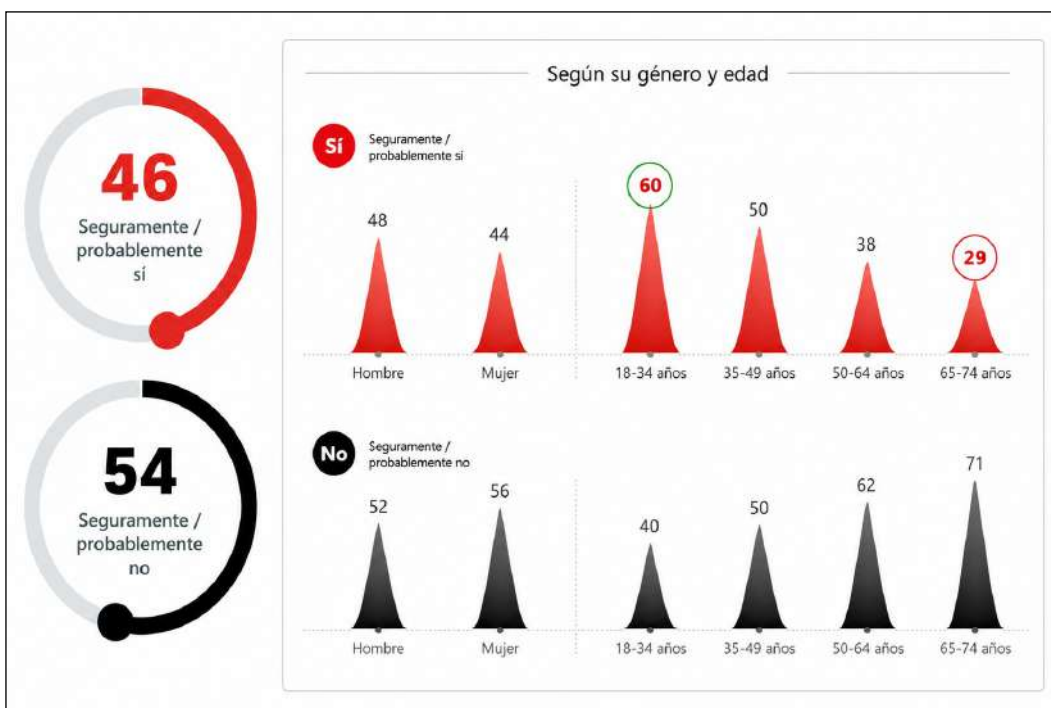 46
Seguramente /
probablemente
sí
54
Seguramente /
probablemente
no
Según su género y edad
Sí
Seguramente /
probablemente sí
48
44
60
50
38
29
Hombre
Mujer
18-34 años
35-49 años
50-64 años
65-74 años
No
Seguramente /
probablemente no
52
56
40
50
62
71
Hombre
Mujer
18-34 años
35-49 años
50-64 años
65-74 años